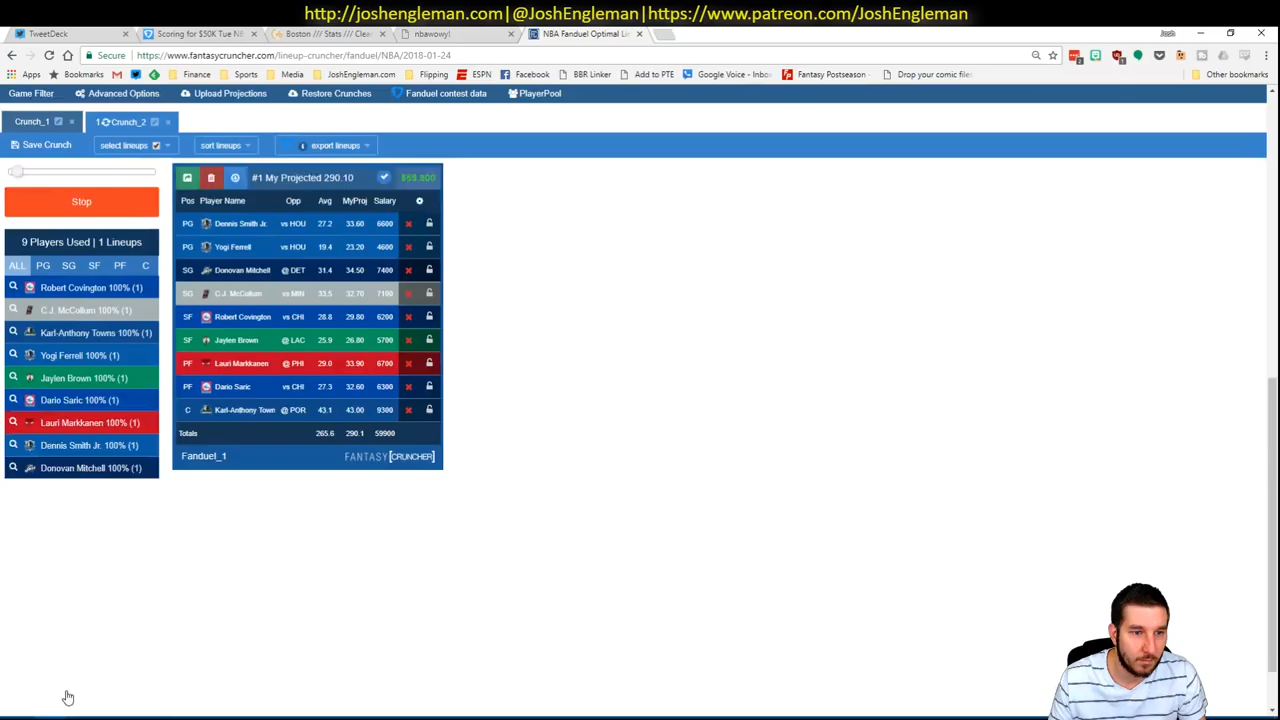 http://joshengleman.com|@JoshEngleman|https://www.patreon.com/JoshEngleman
TweetDeck
Scoring for $50K Tue NB
Boston /// Stats /// Clean
nbawowy!
NBA Fanduel Optimal Li
Josh
Secure
https://www.fantasycruncher.com/lineup-cruncher/fanduel/NBA/2018-01-24
Apps Bookmarks Finance Sports Media JoshEngleman.com Flipping ESPN Facebook BBR Linker Add to PTE Google Voice - Inbox Fantasy Postseason - Drop your comic files Other bookmarks
Game Filter Advanced Options Upload Projections Restore Crunches Fanduel contest data PlayerPool
Crunch_1 1 Crunch_2
Save Crunch select lineups sort lineups export lineups
Stop
9 Players Used | 1 Lineups
ALL PG SG SF PF C
Robert Covington 100% (1)
C.J. McCollum 100% (1)
Karl-Anthony Towns 100% (1)
Yogi Ferrell 100% (1)
Jaylen Brown 100% (1)
Dario Saric 100% (1)
Lauri Markkanen 100% (1)
Dennis Smith Jr. 100% (1)
Donovan Mitchell 100% (1)
#1 My Projected 290.10 $59,900
Pos Player Name Opp Avg MyProj Salary
PG Dennis Smith Jr. vs HOU 27.2 33.60 6600
PG Yogi Ferrell vs HOU 19.4 23.20 4600
SG Donovan Mitchell @ DET 31.4 34.50 7400
SG C.J. McCollum vs MIN 33.5 32.70 7100
SF Robert Covington vs CHI 28.8 29.80 6200
SF Jaylen Brown @ LAC 25.9 26.80 5700
PF Lauri Markkanen @ PHI 29.0 33.90 6700
PF Dario Saric vs CHI 27.3 32.60 6300
C Karl-Anthony Town @ POR 43.1 43.00 9300
Totals 265.6 290.1 59900
Fanduel_1 FANTASY[CRUNCHER]